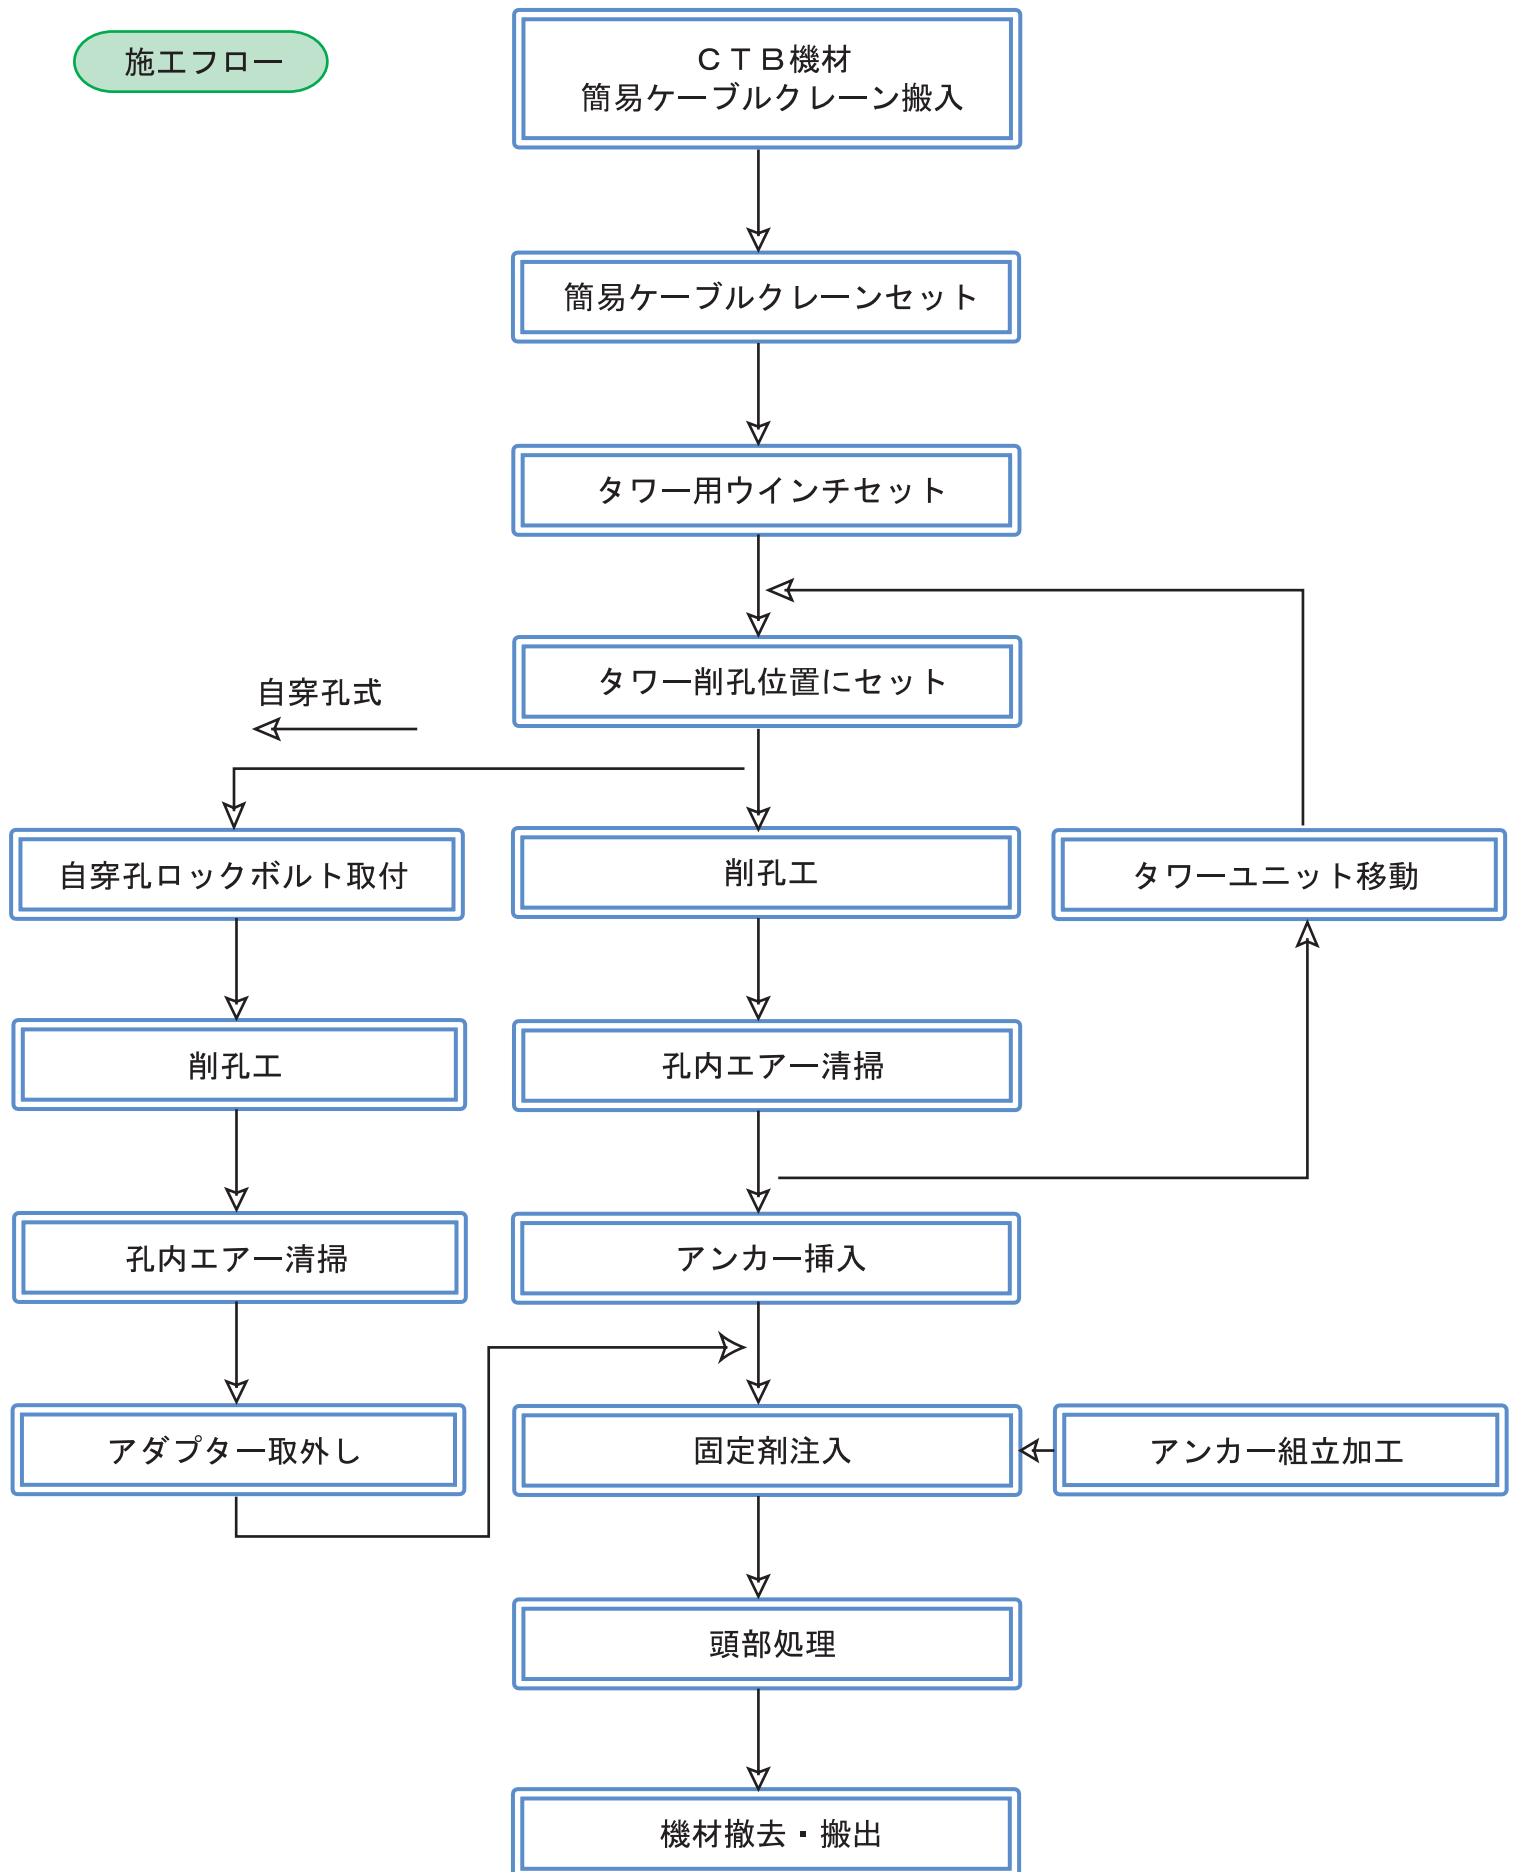 施工フロー
ＣＴＢ機材
簡易ケーブルクレーン搬入
簡易ケーブルクレーンセット
タワー用ウインチセット
タワー削孔位置にセット
自穿孔式
自穿孔ロックボルト取付
削孔工
タワーユニット移動
削孔工
孔内エアー清掃
孔内エアー清掃
アンカー挿入
アダプター取外し
固定剤注入
アンカー組立加工
頭部処理
機材撤去・搬出